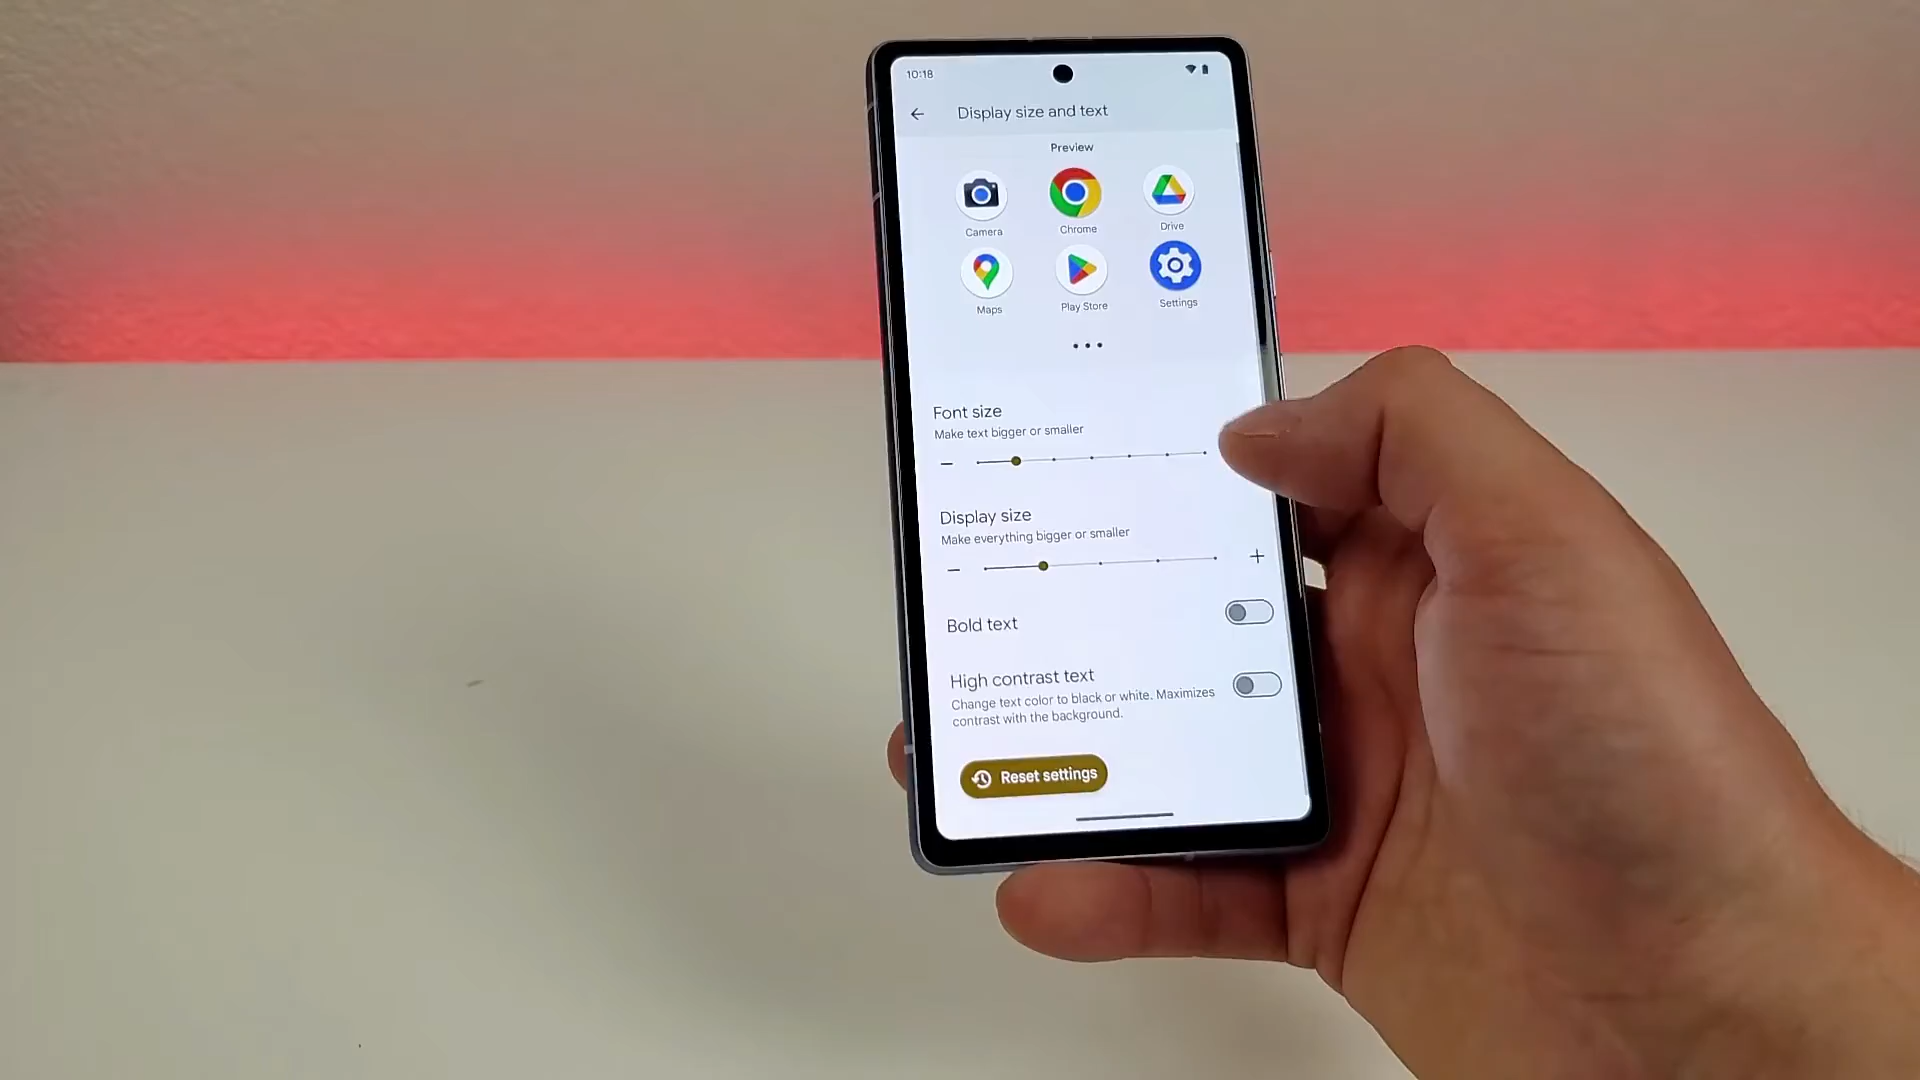 10:18
Display size and text
Preview
Camera
Chrome
Drive
Maps
Play Store
Settings
Font size
Make text bigger or smaller
Display size
Make everything bigger or smaller
Bold text
High contrast text
Change text color to black or white. Maximizes
contrast with the background.
Reset settings